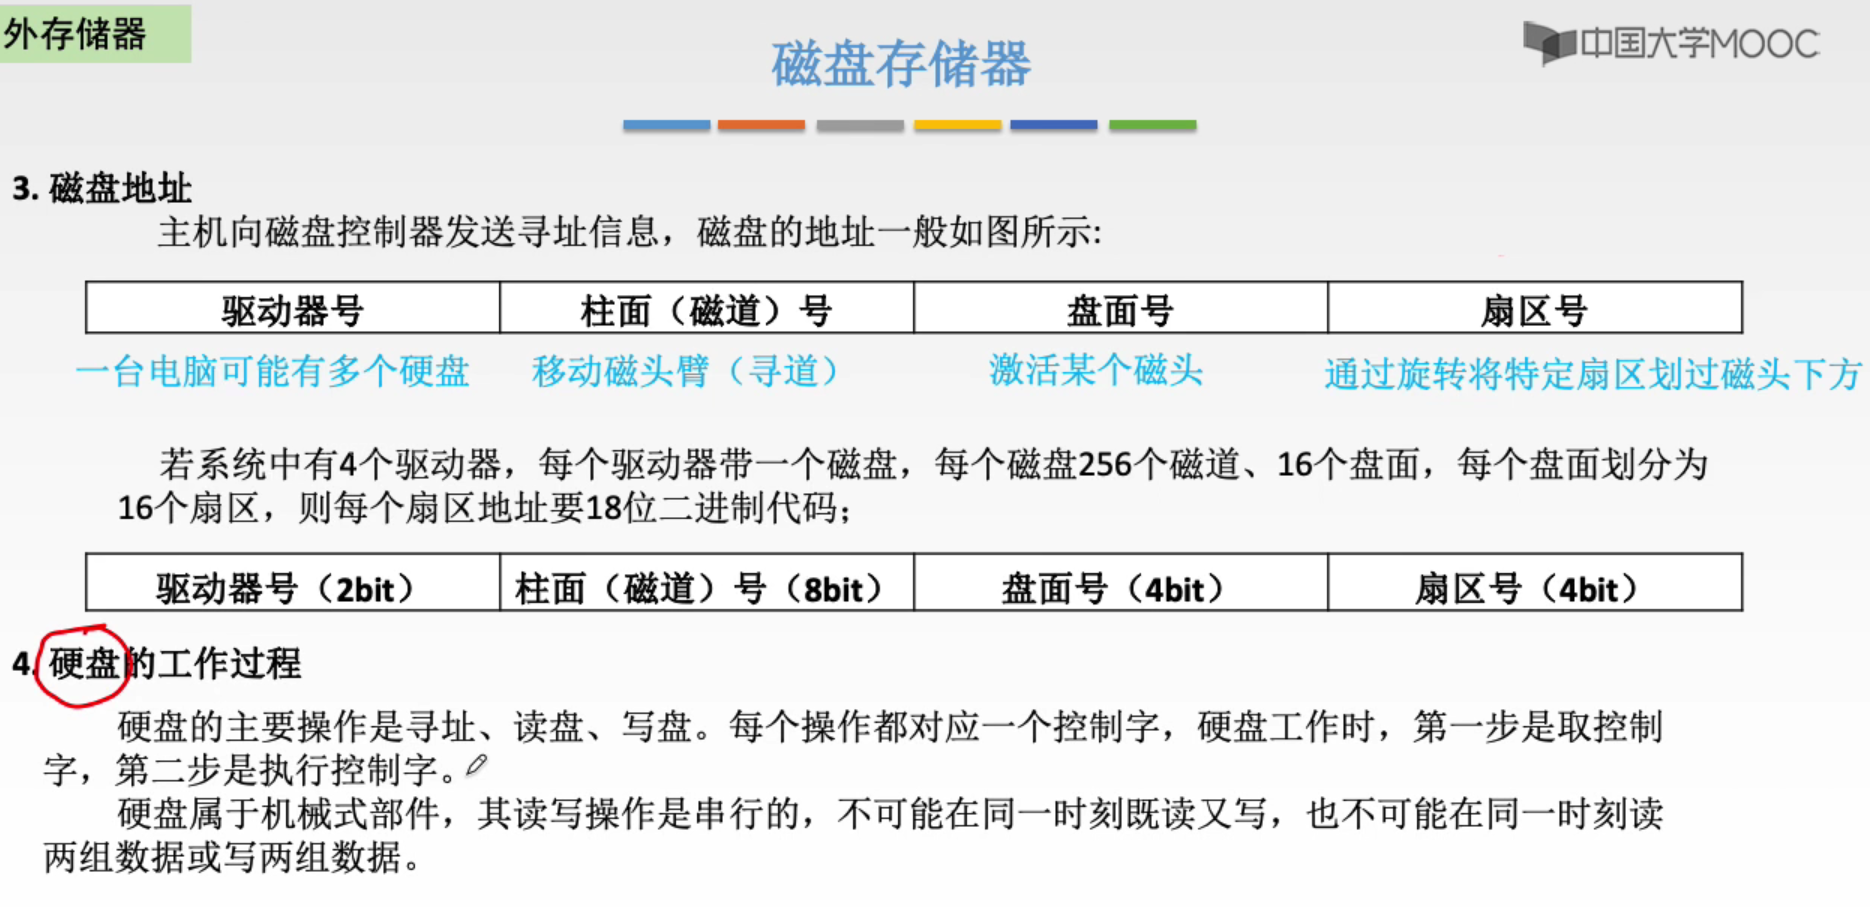 外存储器
磁盘存储器
中国大学MOOC
3. 磁盘地址
主机向磁盘控制器发送寻址信息，磁盘的地址一般如图所示:
驱动器号 柱面（磁道）号 盘面号 扇区号
一台电脑可能有多个硬盘 移动磁头臂（寻道） 激活某个磁头 通过旋转将特定扇区划过磁头下方
若系统中有4个驱动器，每个驱动器带一个磁盘，每个磁盘256个磁道、16个盘面，每个盘面划分为
16个扇区，则每个扇区地址要18位二进制代码；
驱动器号（2bit） 柱面（磁道）号（8bit） 盘面号（4bit） 扇区号（4bit）
4. 硬盘的工作过程
硬盘的主要操作是寻址、读盘、写盘。每个操作都对应一个控制字，硬盘工作时，第一步是取控制
字，第二步是执行控制字。
硬盘属于机械式部件，其读写操作是串行的，不可能在同一时刻既读又写，也不可能在同一时刻读
两组数据或写两组数据。